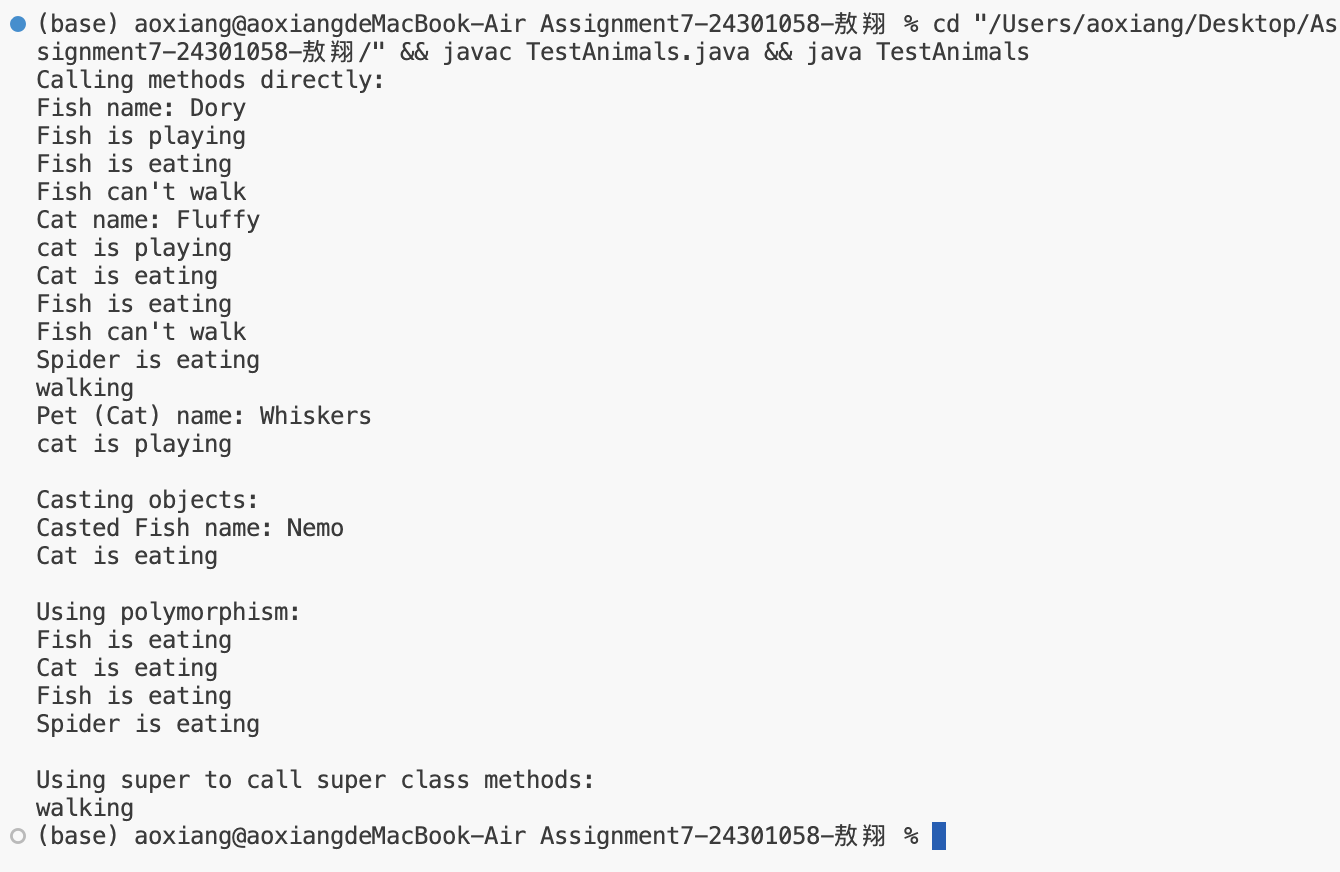 (base) aoxiang@aoxiangdeMacBook-Air Assignment7-24301058-敖翔 % cd "/Users/aoxiang/Desktop/As
signment7-24301058-敖翔/" && javac TestAnimals.java && java TestAnimals
Calling methods directly:
Fish name: Dory
Fish is playing
Fish is eating
Fish can't walk
Cat name: Fluffy
cat is playing
Cat is eating
Fish is eating
Fish can't walk
Spider is eating
walking
Pet (Cat) name: Whiskers
cat is playing

Casting objects:
Casted Fish name: Nemo
Cat is eating

Using polymorphism:
Fish is eating
Cat is eating
Fish is eating
Spider is eating

Using super to call super class methods:
walking
(base) aoxiang@aoxiangdeMacBook-Air Assignment7-24301058-敖翔 %